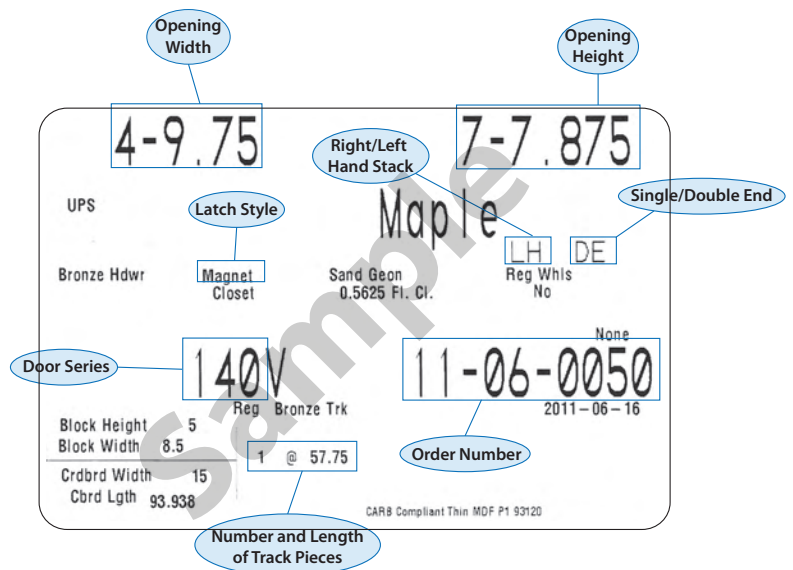 Opening
Width
Opening
Height
4-9.75
7-7.875
Right/Left
Hand Stack
UPS
Latch Style
Maple
Single/Double End
LH DE
Bronze Hdwr
Magnet
Closet
Sand Geon
0.5625 Fl. Cl.
Reg Whls
No
Sample
None
Door Series
140V
11-06-0050
Reg Bronze Trk
2011-06-16
Block Height 5
Block Width 8.5
1 @ 57.75
Order Number
Crdbrd Width 15
Cbrd Lgth 93.938
CARB Compliant Thin MDF P1 93120
Number and Length
of Track Pieces